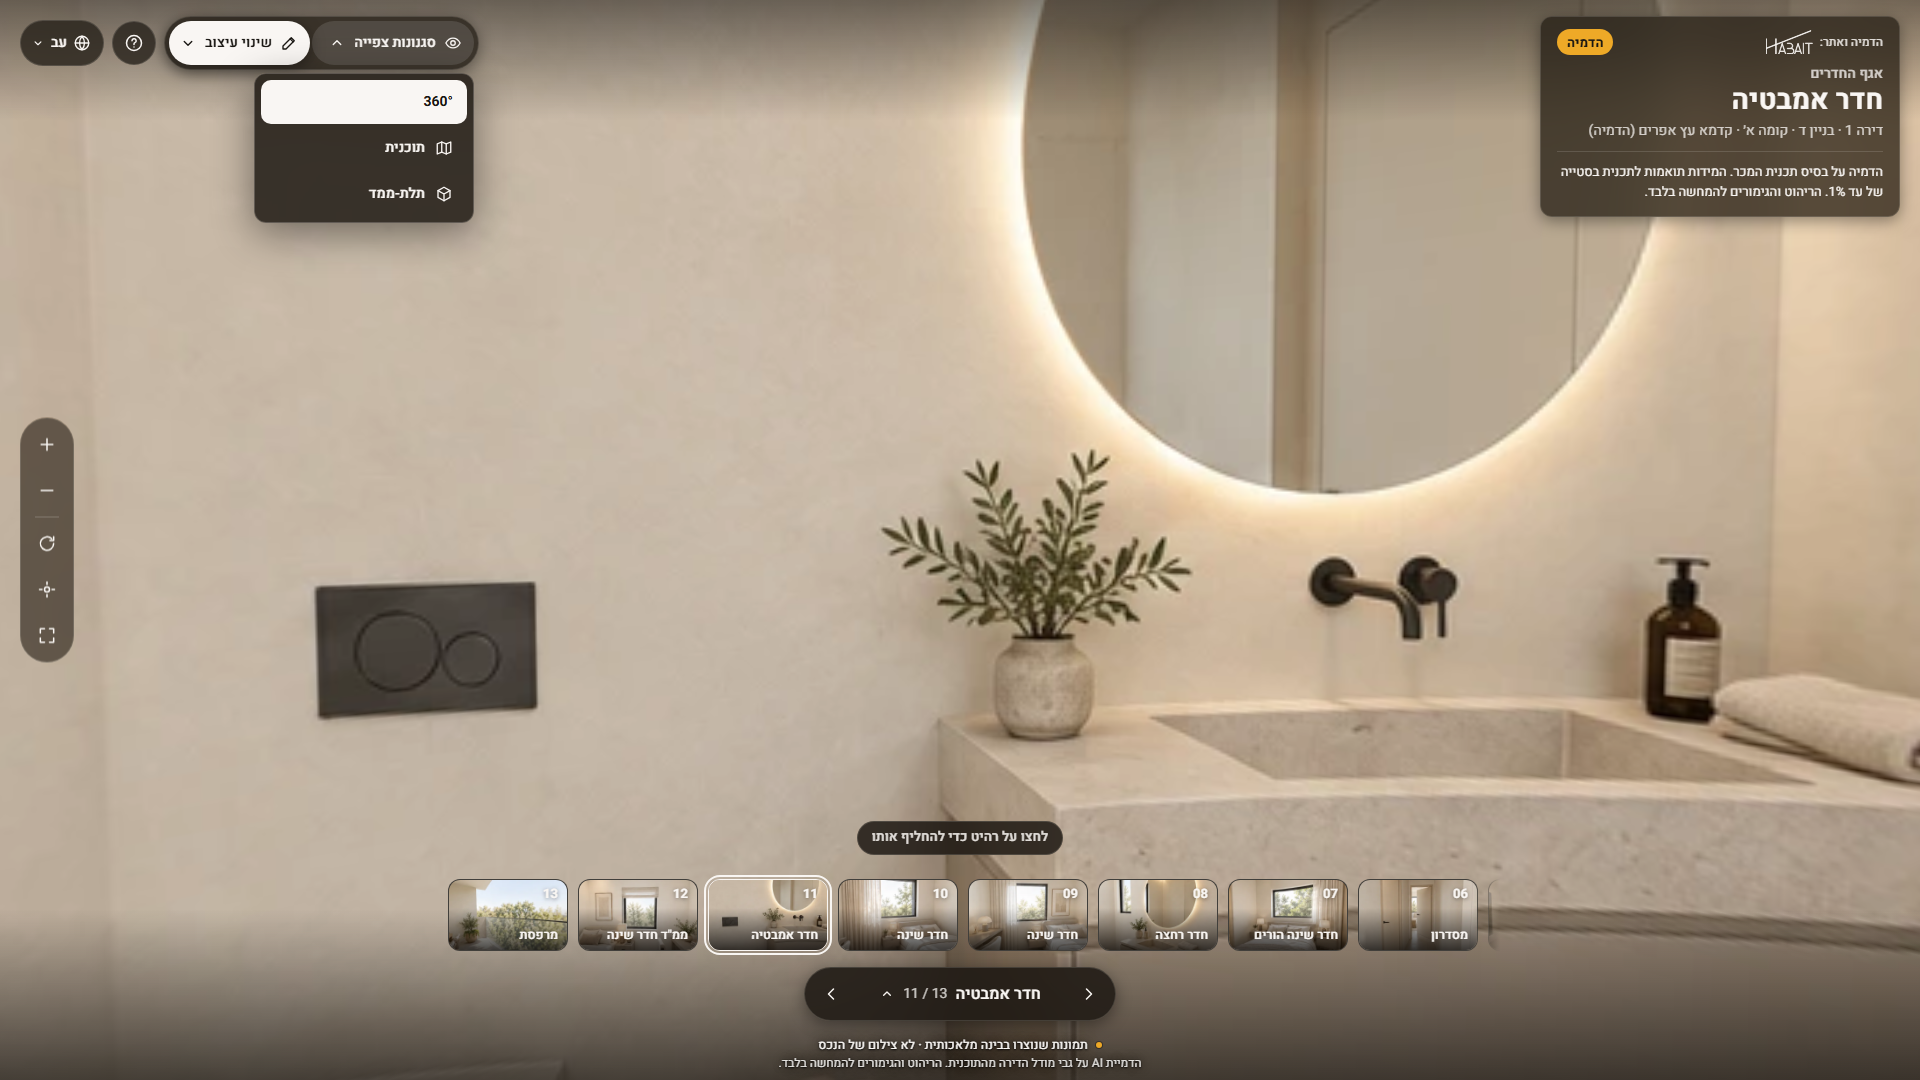 הדמיה ואתר: HABAIT
הדמיה
אגף החדרים
חדר אמבטיה
דירה 1 · בניין ד · קומה א' · קדמא עץ אפרים (הדמיה)
הדמיה על בסיס תכנית המכר. המידות תואמות לתכנית בסטייה
של עד 1%. הריהוט והגימורים להמחשה בלבד.
סגנונות צפייה
שינוי עיצוב
עב
360°
תוכנית
תלת-ממד
לחצו על רהיט כדי להחליף אותו
06
מסדרון
07
חדר שינה הורים
08
חדר רחצה
09
חדר שינה
10
חדר שינה
11
חדר אמבטיה
12
ממ"ד חדר שינה
13
מרפסת
חדר אמבטיה 11 / 13
תמונות שנוצרו בבינה מלאכותית · לא צילום של הנכס
הדמיית AI על גבי מודל הדירה מהתוכנית. הריהוט והגימורים להמחשה בלבד.